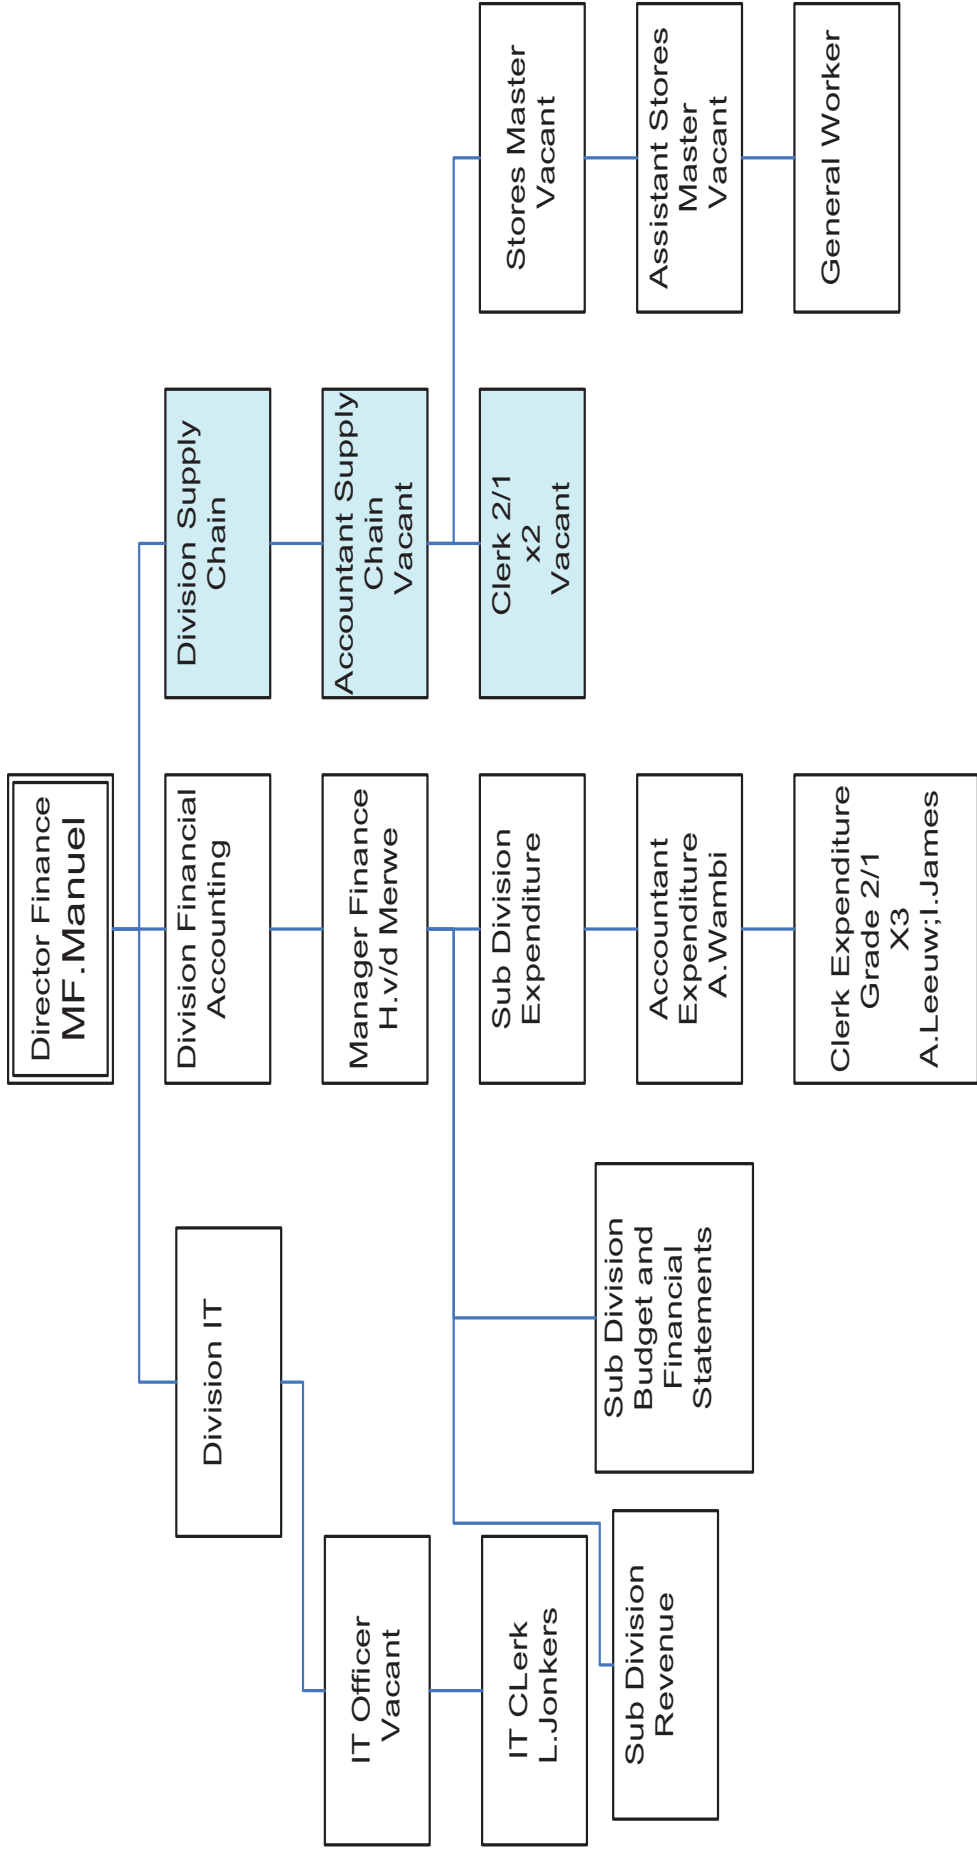 Director Finance
MF.Manuel
Division IT
Division Financial
Accounting
Division Supply
Chain
IT Officer
Vacant
Manager Finance
H.v/d Merwe
Accountant Supply
Chain
Vacant
IT CLerk
L.Jonkers
Sub Division
Expenditure
Clerk 2/1
x2
Vacant
Stores Master
Vacant
Sub Division
Revenue
Sub Division
Budget and
Financial
Statements
Accountant
Expenditure
A.Wambi
Assistant Stores
Master
Vacant
Clerk Expenditure
Grade 2/1
X3
A.Leeuw;I.James
General Worker